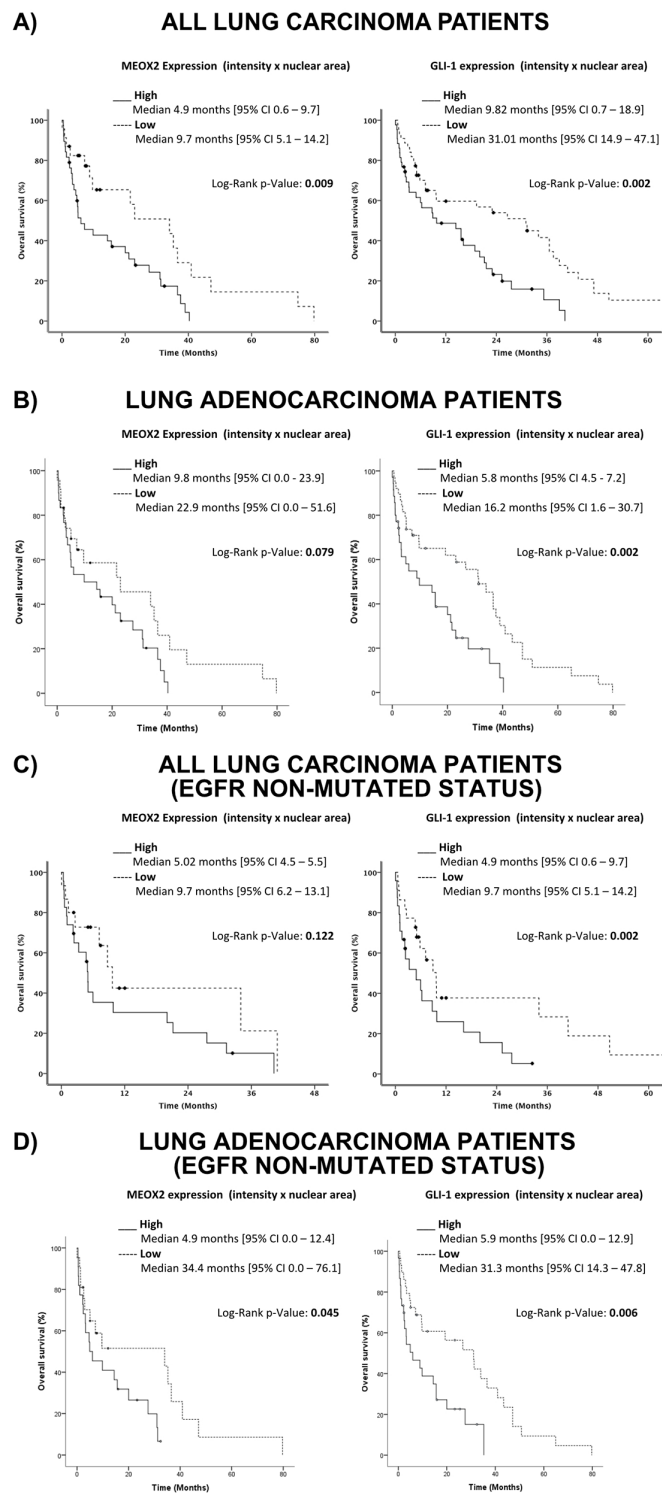 A)
ALL LUNG CARCINOMA PATIENTS
MEOX2 Expression (intensity x nuclear area)
High
Median 4.9 months [95% CI 0.6 – 9.7]
Low
Median 9.7 months [95% CI 5.1 – 14.2]
Log-Rank p-Value: 0.009
Overall survival (%)
100
80
60
40
20
0
0 20 40 60 80
Time (Months)
GLI-1 expression (intensity x nuclear area)
High
Median 9.82 months [95% CI 0.7 – 18.9]
Low
Median 31.01 months [95% CI 14.9 – 47.1]
Log-Rank p-Value: 0.002
Overall survival (%)
100
80
60
40
20
0
0 12 24 36 48 60
Time (Months)
B)
LUNG ADENOCARCINOMA PATIENTS
MEOX2 Expression (intensity x nuclear area)
High
Median 9.8 months [95% CI 0.0 - 23.9]
Low
Median 22.9 months [95% CI 0.0 – 51.6]
Log-Rank p-Value: 0.079
Overall survival (%)
100
80
60
40
20
0
0 20 40 60 80
Time (Months)
GLI-1 expression (intensity x nuclear area)
High
Median 5.8 months [95% CI 4.5 - 7.2]
Low
Median 16.2 months [95% CI 1.6 – 30.7]
Log-Rank p-Value: 0.002
Overall survival (%)
100
80
60
40
20
0
0 20 40 60 80
Time (Months)
C)
ALL LUNG CARCINOMA PATIENTS
(EGFR NON-MUTATED STATUS)
MEOX2 Expression (intensity x nuclear area)
High
Median 5.02 months [95% CI 4.5 – 5.5]
Low
Median 9.7 months [95% CI 6.2 – 13.1]
Log-Rank p-Value: 0.122
Overall survival (%)
100
80
60
40
20
0
0 12 24 36 48
Time (Months)
GLI-1 expression (intensity x nuclear area)
High
Median 4.9 months [95% CI 0.6 – 9.7]
Low
Median 9.7 months [95% CI 5.1 – 14.2]
Log-Rank p-Value: 0.002
Overall survival (%)
100
80
60
40
20
0
0 12 24 36 48 60
Time (Months)
D)
LUNG ADENOCARCINOMA PATIENTS
(EGFR NON-MUTATED STATUS)
MEOX2 expression (intensity x nuclear area)
High
Median 4.9 months [95% CI 0.0 – 12.4]
Low
Median 34.4 months [95% CI 0.0 – 76.1]
Log-Rank p-Value: 0.045
Overall survival (%)
100
80
60
40
20
0
0 20 40 60 80
Time (Months)
GLI-1 expression (intensity x nuclear area)
High
Median 5.9 months [95% CI 0.0 – 12.9]
Low
Median 31.3 months [95% CI 14.3 – 47.8]
Log-Rank p-Value: 0.006
Overall survival (%)
100
80
60
40
20
0
0 20 40 60 80
Time (Months)